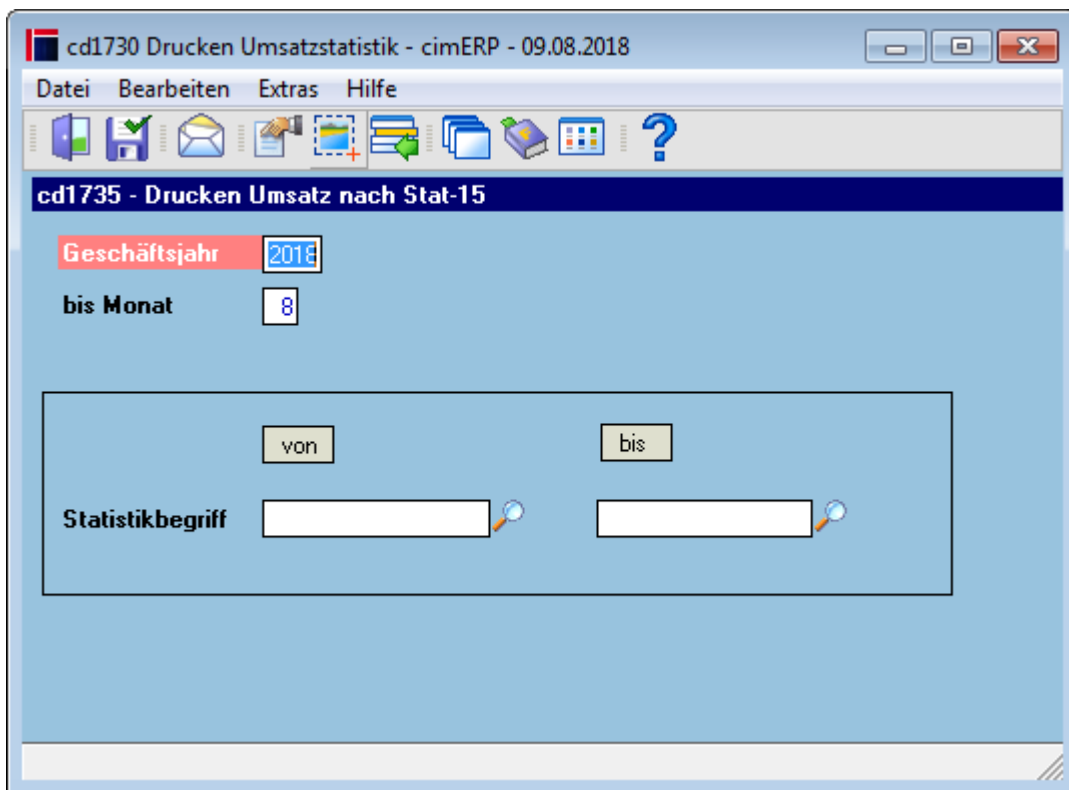 cd1730 Drucken Umsatzstatistik - cimERP - 09.08.2018
Datei Bearbeiten Extras Hilfe
cd1735 - Drucken Umsatz nach Stat-15
Geschäftsjahr 2018
bis Monat 8
von bis
Statistikbegriff